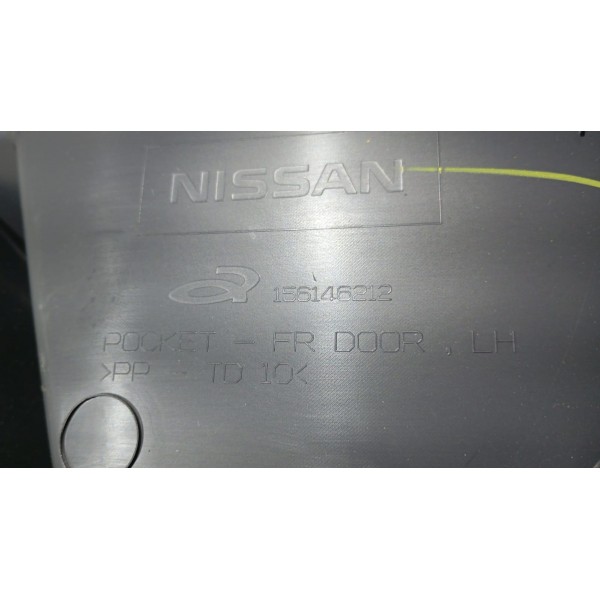 NISSAN
156146212
POCKET - FR DOOR , LH
>PP - TD 10<